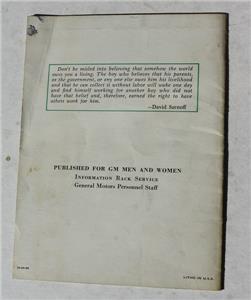 Don't be misled into believing that somehow the world
owes you a living. The boy who believes that his parents,
or the government, or any one else owes him his livelihood
and that he can collect it without labor will wake one day
and find himself working for another boy who did not
have that belief and, therefore, earned the right to have
others work for him.
—David Sarnoff
PUBLISHED FOR GM MEN AND WOMEN
Information Rack Service
General Motors Personnel Staff
LITHO IN U.S.A.